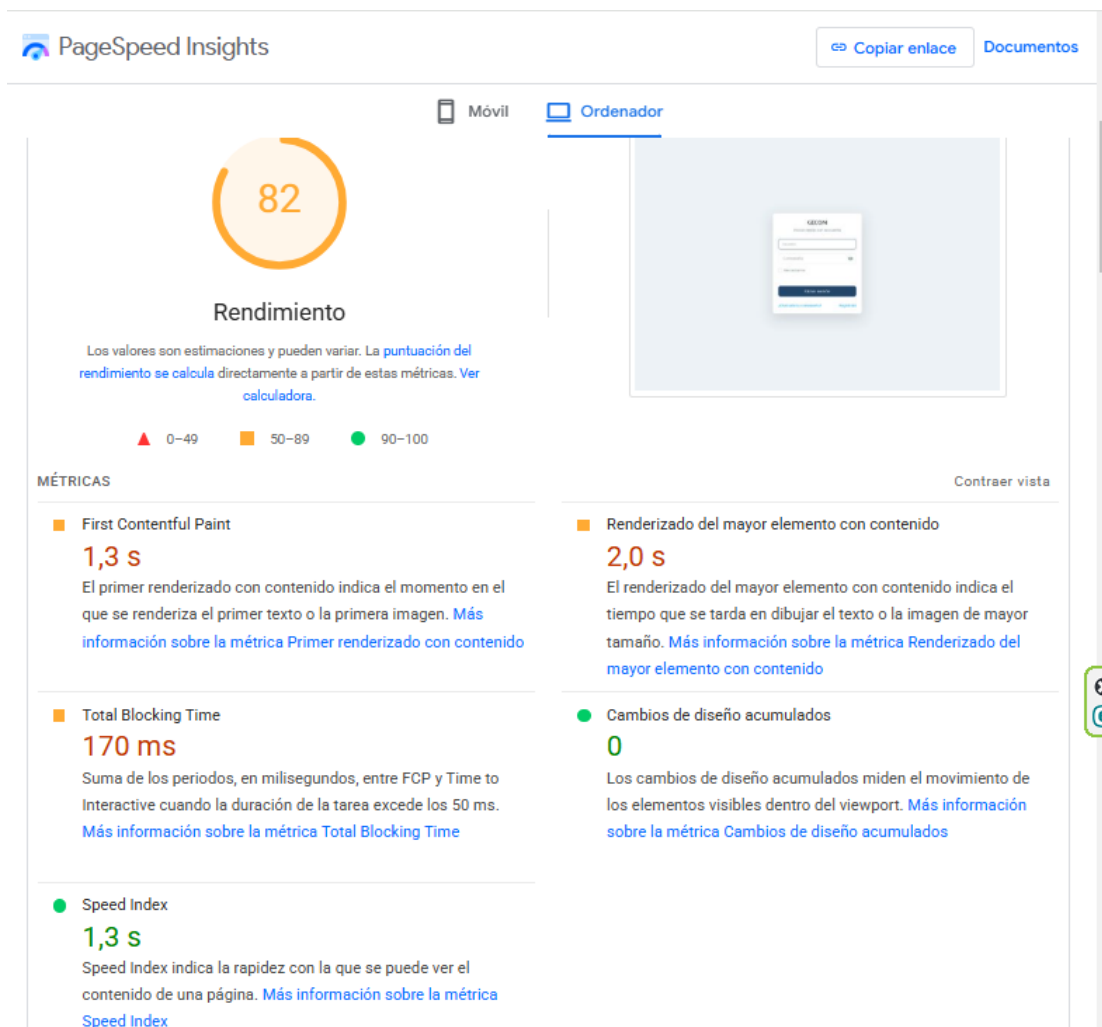 PageSpeed Insights
Copiar enlace
Documentos
Móvil
Ordenador
82
Rendimiento
Los valores son estimaciones y pueden variar. La puntuación del
rendimiento se calcula directamente a partir de estas métricas. Ver
calculadora.
0–49
50–89
90–100
MÉTRICAS
Contraer vista
First Contentful Paint
1,3 s
El primer renderizado con contenido indica el momento en el
que se renderiza el primer texto o la primera imagen. Más
información sobre la métrica Primer renderizado con contenido
Renderizado del mayor elemento con contenido
2,0 s
El renderizado del mayor elemento con contenido indica el
tiempo que se tarda en dibujar el texto o la imagen de mayor
tamaño. Más información sobre la métrica Renderizado del
mayor elemento con contenido
Total Blocking Time
170 ms
Suma de los periodos, en milisegundos, entre FCP y Time to
Interactive cuando la duración de la tarea excede los 50 ms.
Más información sobre la métrica Total Blocking Time
Cambios de diseño acumulados
0
Los cambios de diseño acumulados miden el movimiento de
los elementos visibles dentro del viewport. Más información
sobre la métrica Cambios de diseño acumulados
Speed Index
1,3 s
Speed Index indica la rapidez con la que se puede ver el
contenido de una página. Más información sobre la métrica
Speed Index